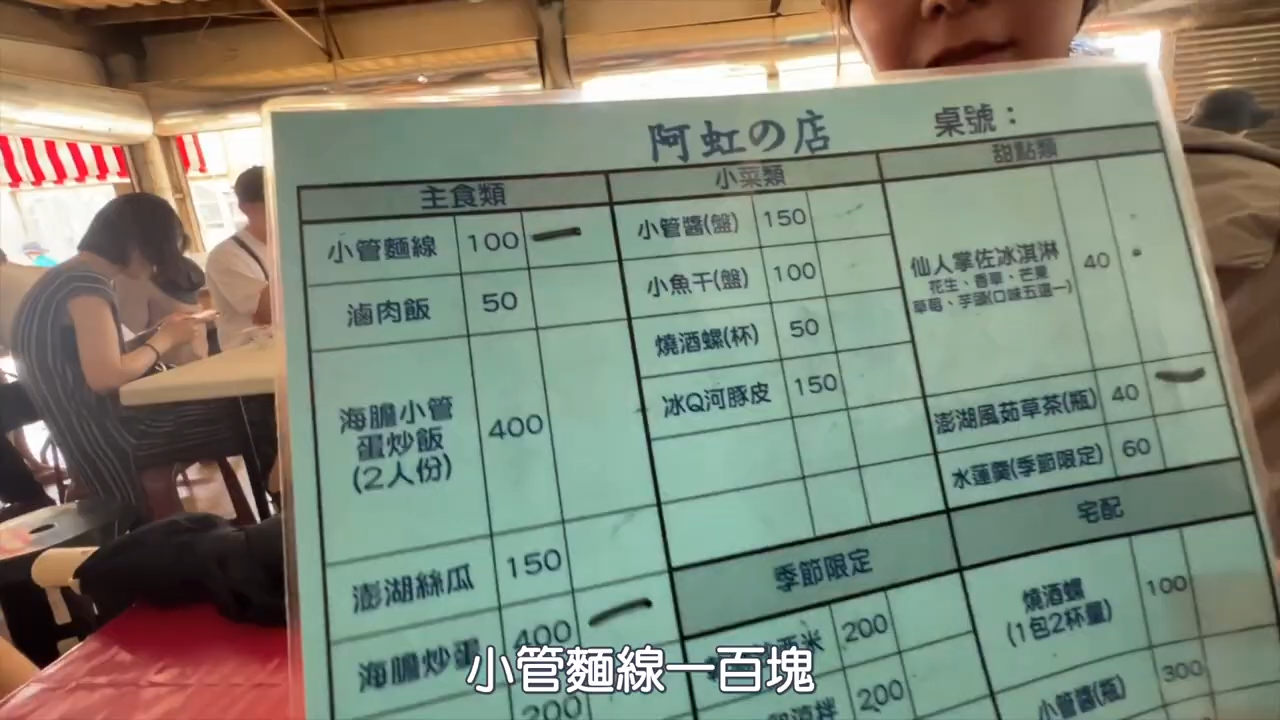 阿虹の店
桌號：
主食類
小管麵線 100
滷肉飯 50
海膽小管
蛋炒飯
(2人份)
400
澎湖絲瓜 150
海膽炒蛋 400
200
小菜類
小管醬(盤) 150
小魚干(盤) 100
燒酒螺(杯) 50
冰Q河豚皮 150
季節限定
200
200
甜點類
仙人掌佐冰淇淋
花生、香草、芒果
草莓、芋頭(口味五選一)
40
澎湖風茹草茶(瓶) 40
水蓮羹(季節限定) 60
宅配
燒酒螺
(1包2杯量)
100
小管醬(瓶) 300
小管麵線一百塊